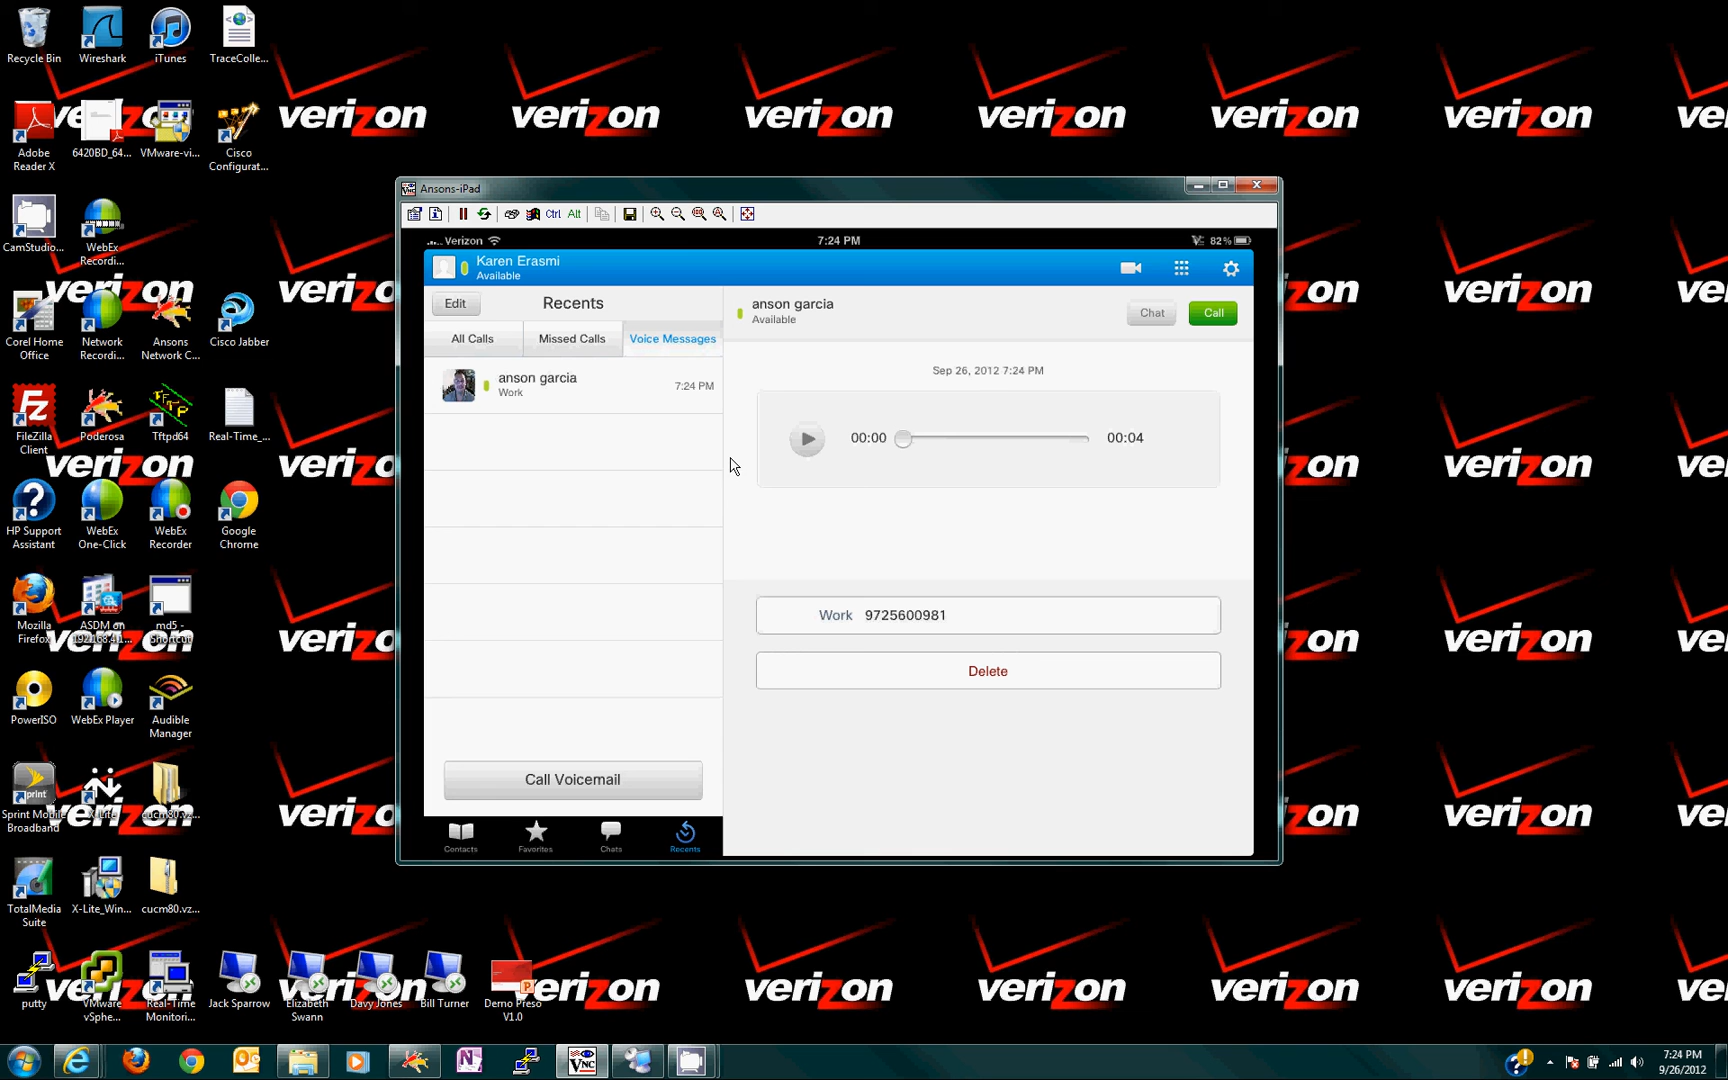 Recycle Bin
Wireshark
iTunes
TraceColle...
Adobe
Reader X
6420BD_64...
VMware-vi...
Cisco
Configurat...
CamStudio...
WebEx
Recordi...
Corel Home
Office
Network
Recordi...
Ansons
Network C...
Cisco Jabber
FileZilla
Client
Poderosa
Tftpd64
Real-Time_...
HP Support
Assistant
WebEx
One-Click
WebEx
Recorder
Google
Chrome
Mozilla
Firefox
ASDM on
md5 -
Shortcut
PowerISO
WebEx Player
Audible
Manager
Sprint Mobile
Broadband
X-Lite
cucm80.vz...
TotalMedia
Suite
X-Lite_Win...
cucm80.vz...
putty
VMware
vSphe...
Real-Time
Monitori...
Jack Sparrow
Elizabeth
Swann
Davy Jones
Bill Turner
Demo Preso
V1.0
verizon verizon verizon verizon verizon verizon
Ansons-iPad
Ctrl Alt
Verizon
7:24 PM
82%
Karen Erasmi
Available
Edit
Recents
All Calls
Missed Calls
Voice Messages
anson garcia
Work
7:24 PM
Call Voicemail
Contacts
Favorites
Chats
Recents
anson garcia
Available
Chat
Call
Sep 26, 2012 7:24 PM
00:00
00:04
Work 9725600981
Delete
7:24 PM
9/26/2012